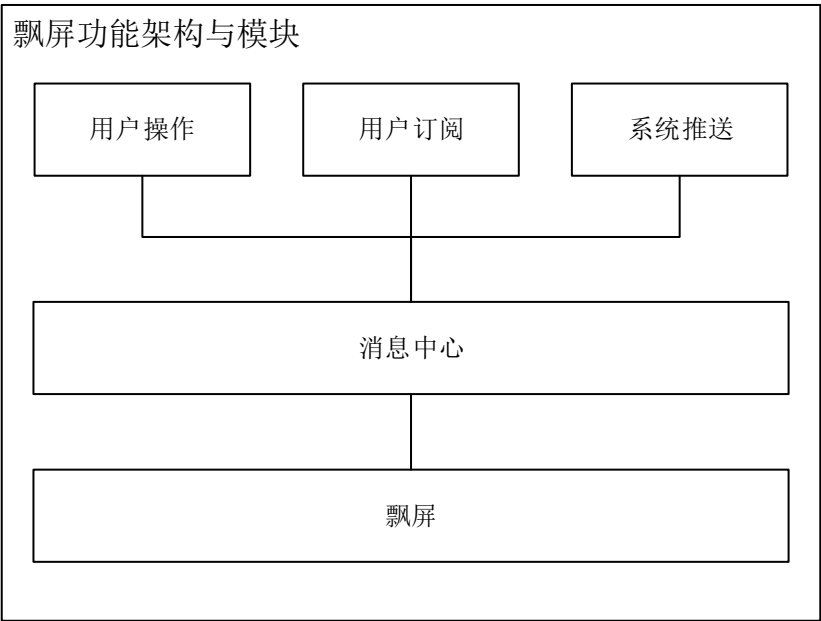 飘屏功能架构与模块
用户操作
用户订阅
系统推送
消息中心
飘屏